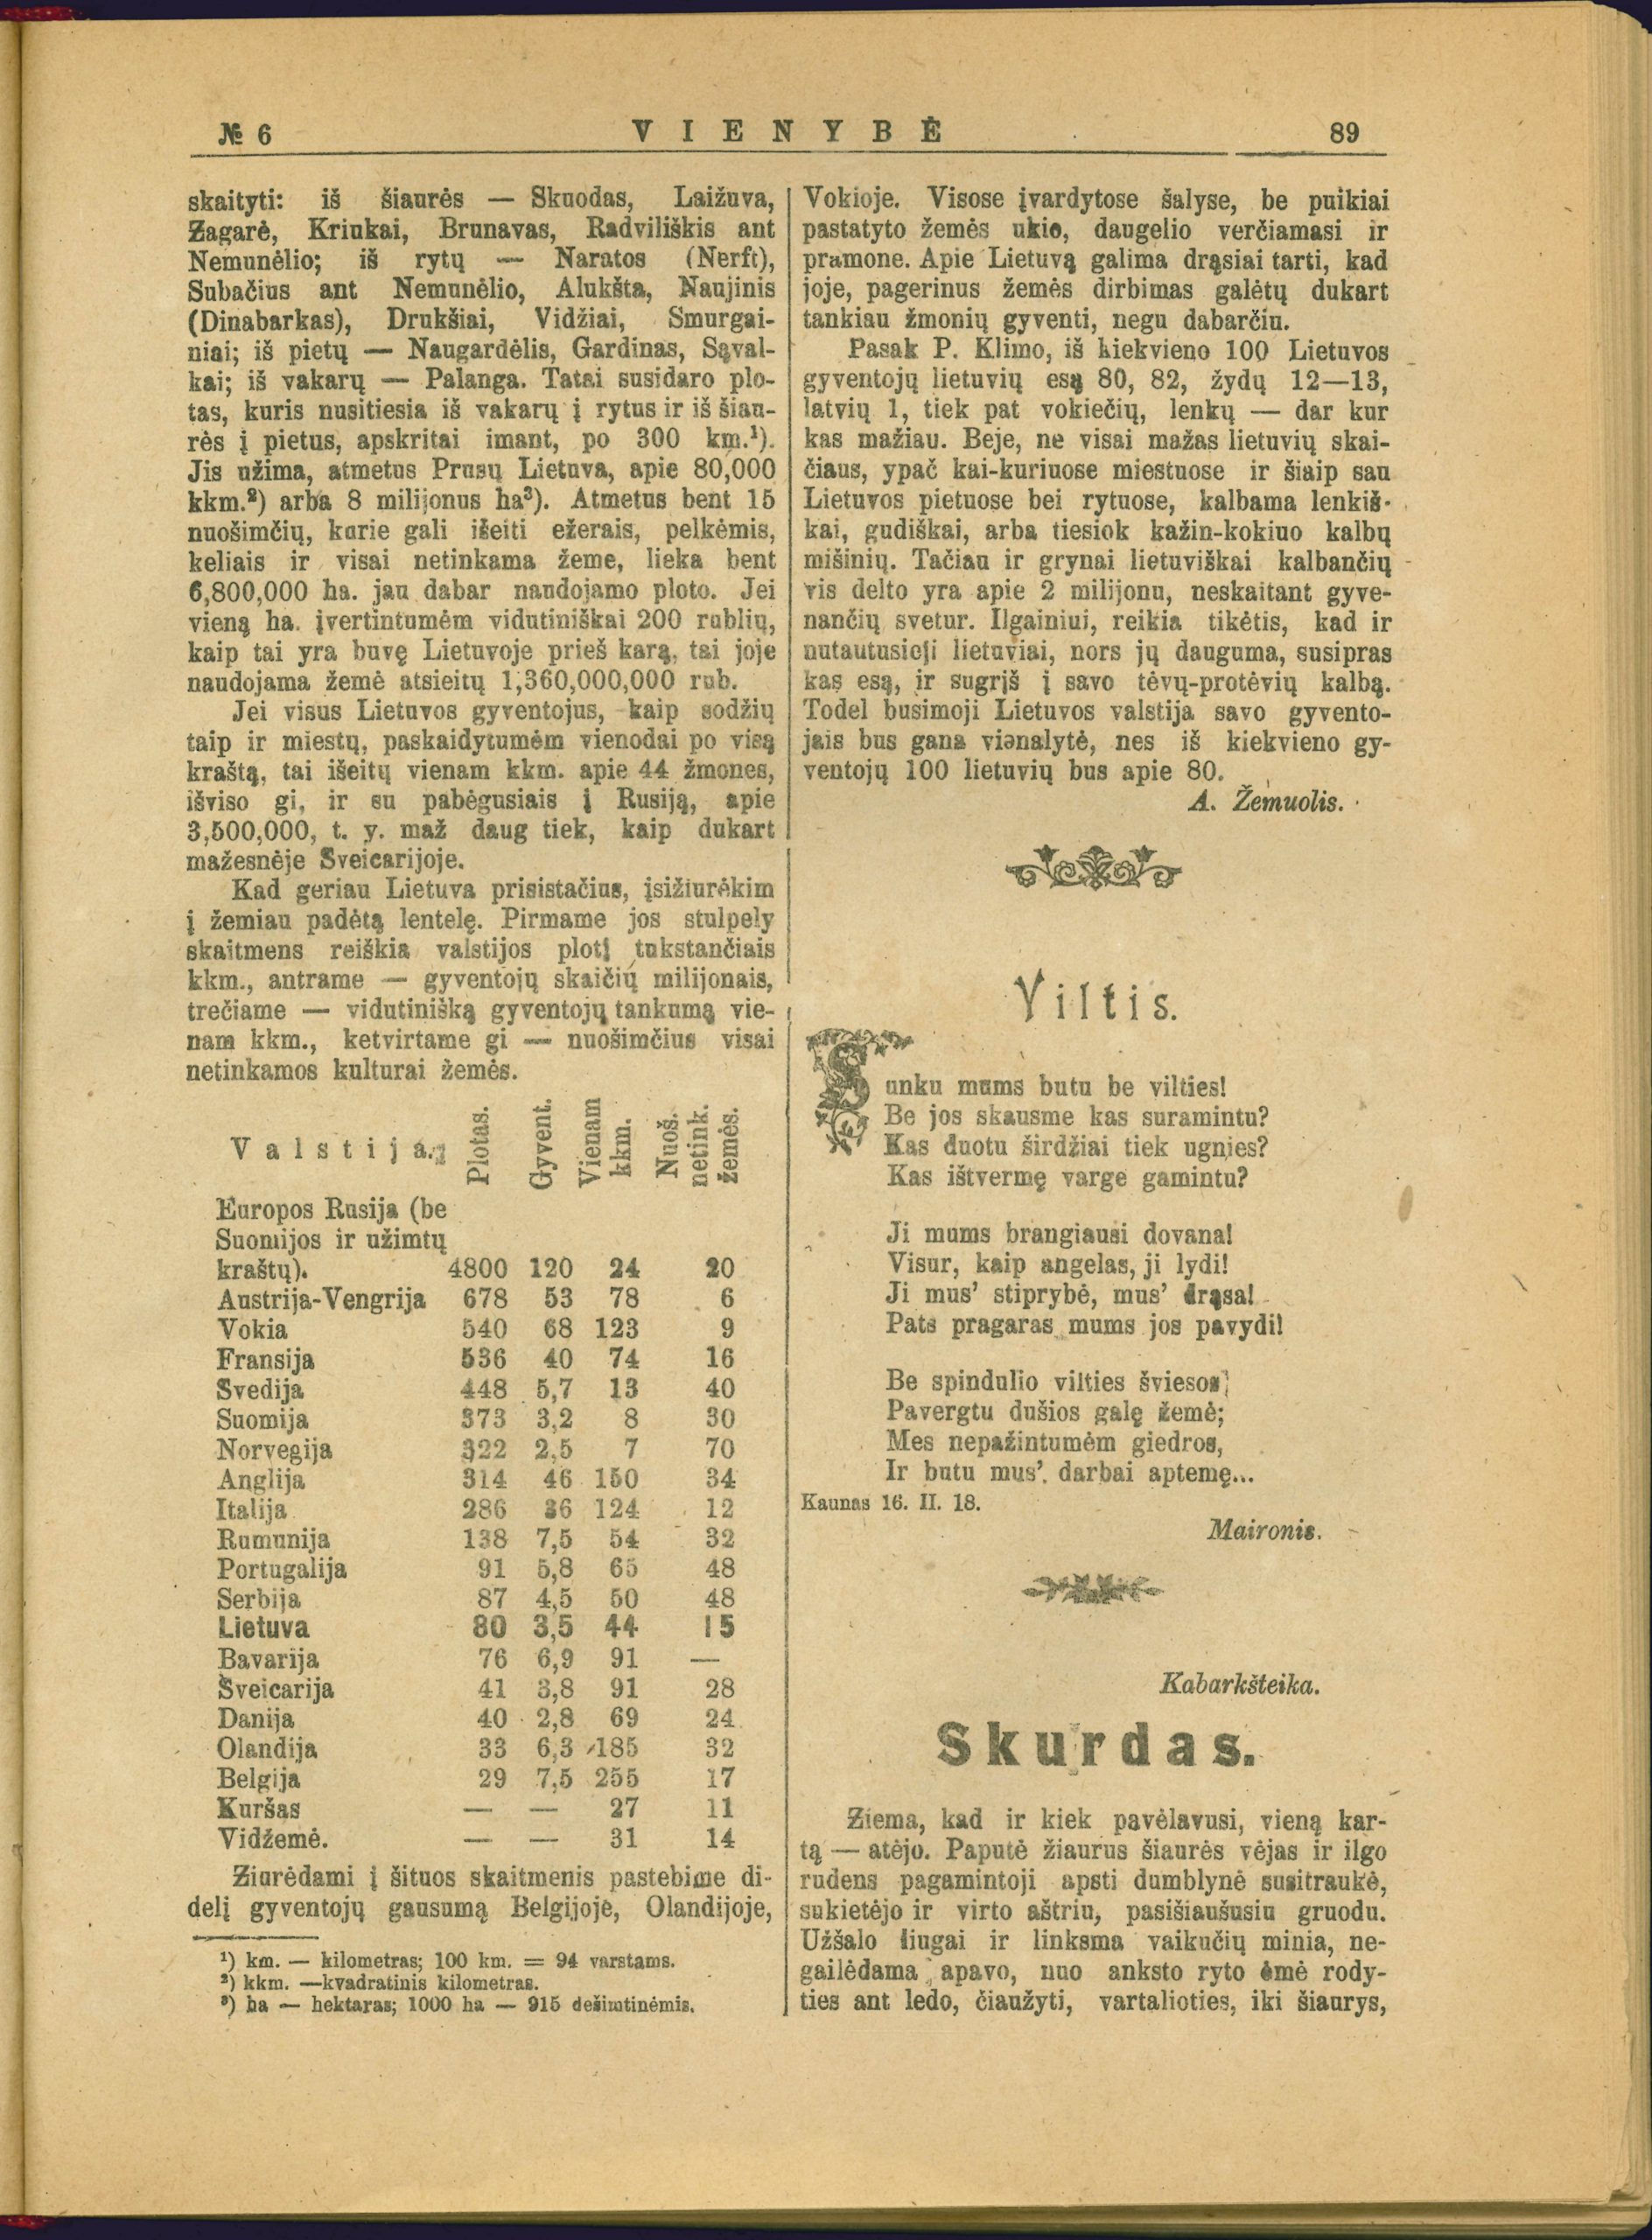 № 6 VIENYBĖ 89
skaityti: iš šiaurės — Skuodas, Laižuva,
Žagarė, Kriukai, Brunavas, Radviliškis ant
Nemunėlio; iš rytų — Naratos (Nerft),
Subačius ant Nemunėlio, Alukšta, Naujinis
(Dinabarkas), Drukšiai, Vidžiai, Smurgai-
niai; iš pietų — Naugardėlis, Gardinas, Sąval-
kai; iš vakarų — Palanga. Tatai susidaro plo-
tas, kuris nusitiesia iš vakarų į rytus ir iš šiau-
rės į pietus, apskritai imant, po 300 km.¹).
Jis užima, atmetus Prusų Lietuva, apie 80,000
kkm.²) arba 8 milijonus ha³). Atmetus bent 15
nuošimčių, kurie gali išeiti ežerais, pelkėmis,
keliais ir visai netinkama žeme, lieka bent
6,800,000 ha. jau dabar naudojamo ploto. Jei
vieną ha. įvertintumėm vidutiniškai 200 rublių,
kaip tai yra buvę Lietuvoje prieš karą, tai joje
naudojama žemė atsieitų 1,360,000,000 rub.
Jei visus Lietuvos gyventojus, kaip sodžių
taip ir miestų, paskaidytumėm vienodai po visą
kraštą, tai išeitų vienam kkm. apie 44 žmones,
išviso gi, ir su pabėgusiais į Rusiją, apie
3,500,000, t. y. maž daug tiek, kaip dukart
mažesnėje Šveicarijoje.
Kad geriau Lietuva prisistačius, įsižiurėkim
į žemiau padėtą lentelę. Pirmame jos stulpely
skaitmens reiškia valstijos plotį tukstančiais
kkm., antrame — gyventojų skaičių milijonais,
trečiame — vidutinišką gyventojų tankumą vie-
nam kkm., ketvirtame gi — nuošimčius visai
netinkamos kulturai žemės.
Valstija. Plotas. Gyvent. Vienam kkm. Nuoš. netink. žemės.
Europos Rusija (be
Suomijos ir užimtų
kraštų). 4800 120 24 20
Austrija-Vengrija 678 53 78 6
Vokia 540 68 123 9
Fransija 536 40 74 16
Švedija 448 5,7 13 40
Suomija 373 3,2 8 30
Norvegija 322 2,5 7 70
Anglija 314 46 150 34
Italija 286 36 124 12
Rumunija 138 7,5 54 32
Portugalija 91 5,8 65 48
Serbija 87 4,5 50 48
Lietuva 80 3,5 44 15
Bavarija 76 6,9 91 —
Šveicarija 41 3,8 91 28
Danija 40 2,8 69 24
Olandija 33 6,3 185 32
Belgija 29 7,5 255 17
Kuršas — — 27 11
Vidžemė. — — 31 14
Žiurėdami į šituos skaitmenis pastebime di-
delį gyventojų gausumą Belgijoje, Olandijoje,
¹) km. — kilometras; 100 km. = 94 varstams.
²) kkm. —kvadratinis kilometras.
³) ha — hektaras; 1000 ha — 915 dešimtinėmis.
Vokioje. Visose įvardytose šalyse, be puikiai
pastatyto žemės ukio, daugelio verčiamasi ir
pramone. Apie Lietuvą galima drąsiai tarti, kad
joje, pagerinus žemės dirbimas galėtų dukart
tankiau žmonių gyventi, negu dabarčiu.
Pasak P. Klimo, iš kiekvieno 100 Lietuvos
gyventojų lietuvių esą 80, 82, žydų 12—13,
latvių 1, tiek pat vokiečių, lenkų — dar kur
kas mažiau. Beje, ne visai mažas lietuvių skai-
čiaus, ypač kai-kuriuose miestuose ir šiaip sau
Lietuvos pietuose bei rytuose, kalbama lenkiš-
kai, gudiškai, arba tiesiok kažin-kokiuo kalbų
mišinių. Tačiau ir grynai lietuviškai kalbančių
vis delto yra apie 2 milijonu, neskaitant gyve-
nančių svetur. Ilgainiui, reikia tikėtis, kad ir
nutautusieji lietuviai, nors jų dauguma, susipras
kas esą, ir sugrįš į savo tėvų-protėvių kalbą.
Todel busimoji Lietuvos valstija savo gyvento-
jais bus gana vienalytė, nes iš kiekvieno gy-
ventojų 100 lietuvių bus apie 80.
A. Žemuolis.
Viltis.
Sunku mums butu be vilties!
Be jos skausme kas suramintu?
Kas duotu širdžiai tiek ugnies?
Kas ištvermę varge gamintu?
Ji mums brangiausi dovana!
Visur, kaip angelas, ji lydi!
Ji mus’ stiprybė, mus’ drąsa!
Pats pragaras mums jos pavydi!
Be spindulio vilties šviesos
Pavergtu dušios galę žemė;
Mes nepažintumėm giedros,
Ir butu mus’ darbai aptemę...
Kaunas 16. II. 18.
Maironis.
Kabarkšteika.
Skurdas.
Žiema, kad ir kiek pavėlavusi, vieną kar-
tą — atėjo. Paputė žiaurus šiaurės vėjas ir ilgo
rudens pagamintoji apsti dumblynė susitraukė,
sukietėjo ir virto aštriu, pasišiaušusiu gruodu.
Užšalo liugai ir linksma vaikučių minia, ne-
gailėdama apavo, nuo anksto ryto ėmė rody-
ties ant ledo, čiaužyti, vartalioties, iki šiaurys,